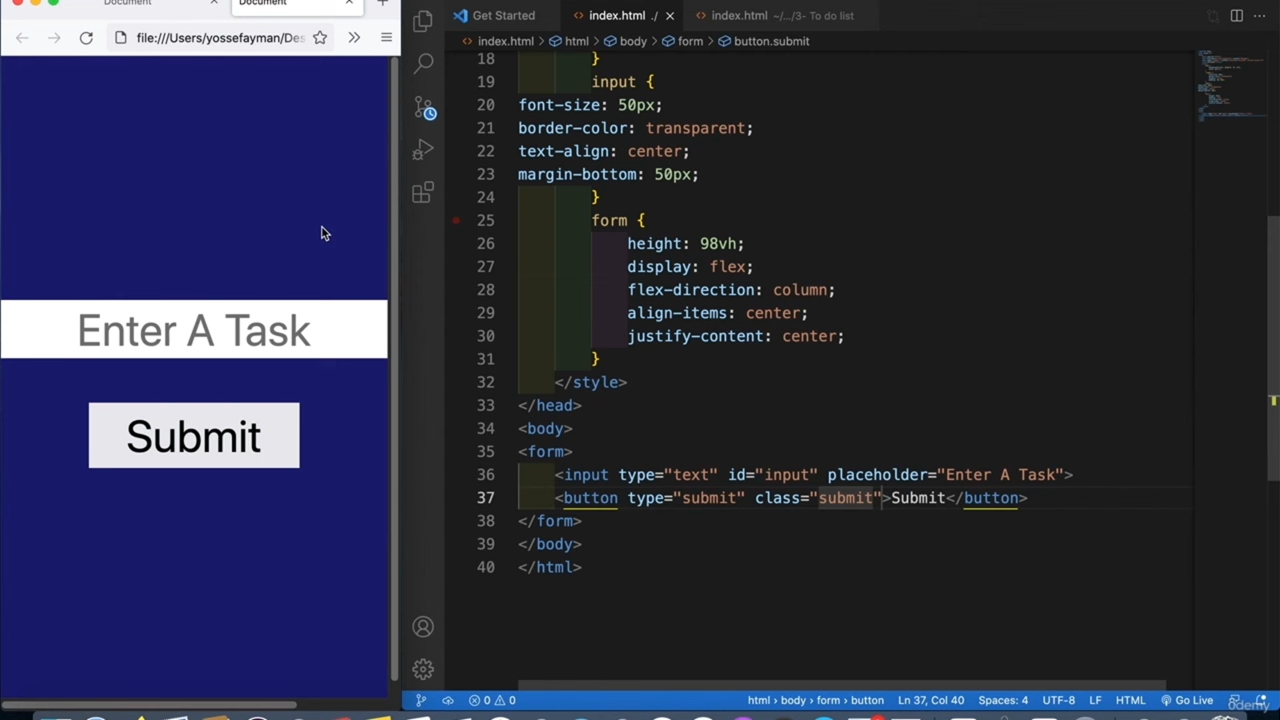 Document
Document
Get Started
index.html ./
index.html ~/.../3- To do list
file:///Users/yossefayman/Des
index.html > html > body > form > button.submit
Enter A Task
Submit
18 }
19 input {
20 font-size: 50px;
21 border-color: transparent;
22 text-align: center;
23 margin-bottom: 50px;
24 }
25 form {
26 height: 98vh;
27 display: flex;
28 flex-direction: column;
29 align-items: center;
30 justify-content: center;
31 }
32 </style>
33 </head>
34 <body>
35 <form>
36 <input type="text" id="input" placeholder="Enter A Task">
37 <button type="submit" class="submit">Submit</button>
38 </form>
39 </body>
40 </html>
0 0 html > body > form > button Ln 37, Col 40 Spaces: 4 UTF-8 LF HTML Go Live
udemy